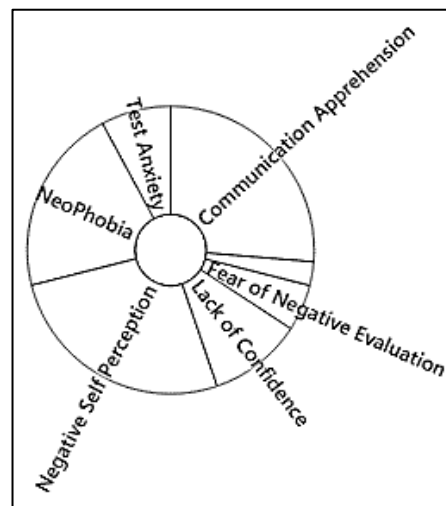 Test Anxiety
Communication Apprehension
NeoPhobia
Fear of Negative Evaluation
Lack of Confidence
Negative Self Perception